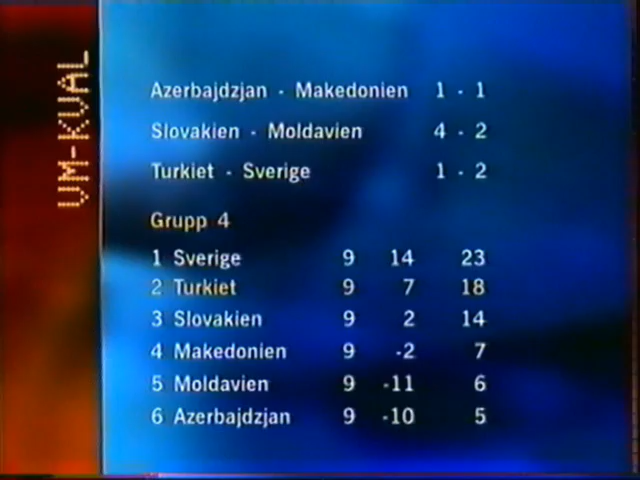 VM-KVAL
Azerbajdzjan - Makedonien 1 - 1
Slovakien - Moldavien 4 - 2
Turkiet - Sverige 1 - 2
Grupp 4
1 Sverige 9 14 23
2 Turkiet 9 7 18
3 Slovakien 9 2 14
4 Makedonien 9 -2 7
5 Moldavien 9 -11 6
6 Azerbajdzjan 9 -10 5